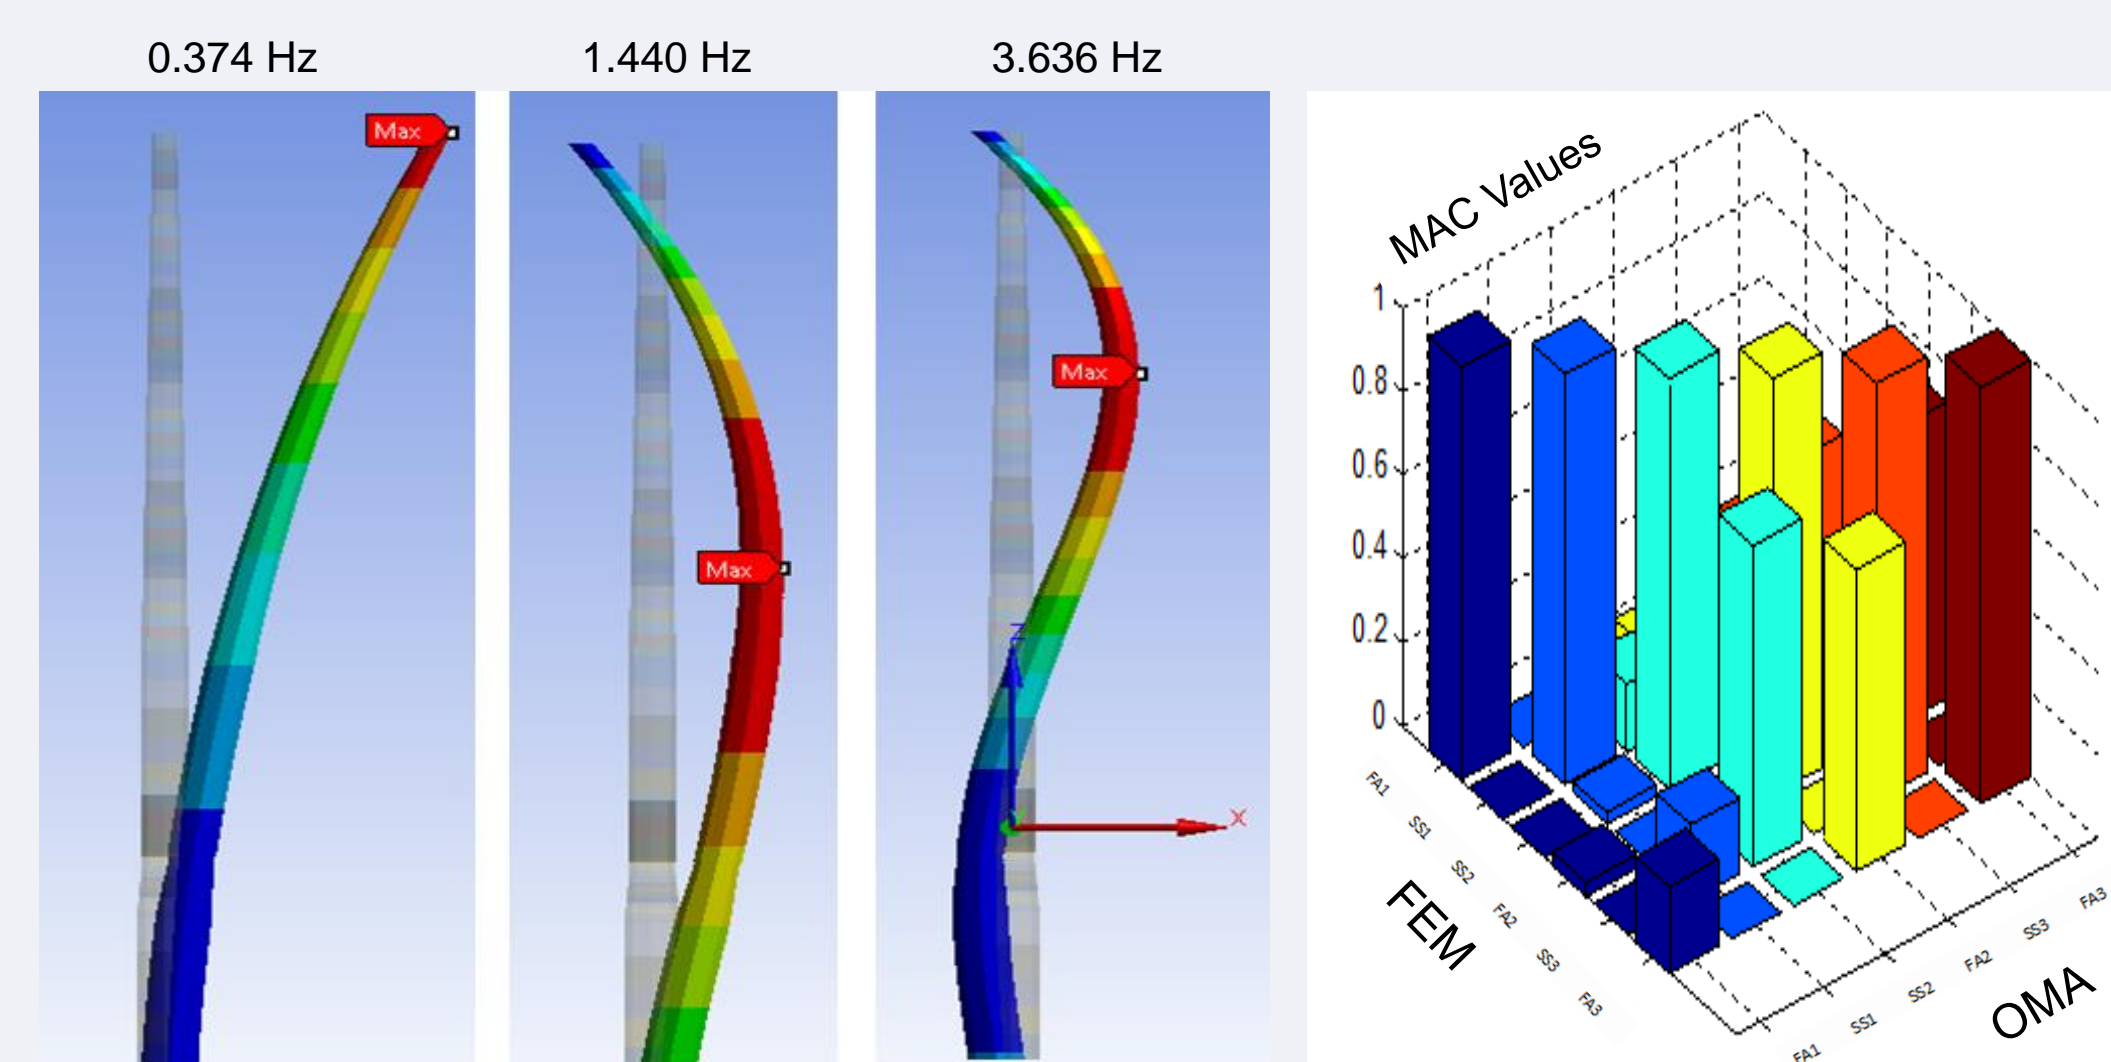 0.374 Hz
1.440 Hz
3.636 Hz
Max
Max
Max
Z
X
MAC Values
1
0.8
0.6
0.4
0.2
0
FA1
SS1
SS2
FA2
SS3
FA3
FEM
FA1
SS1
SS2
FA2
SS3
FA3
OMA